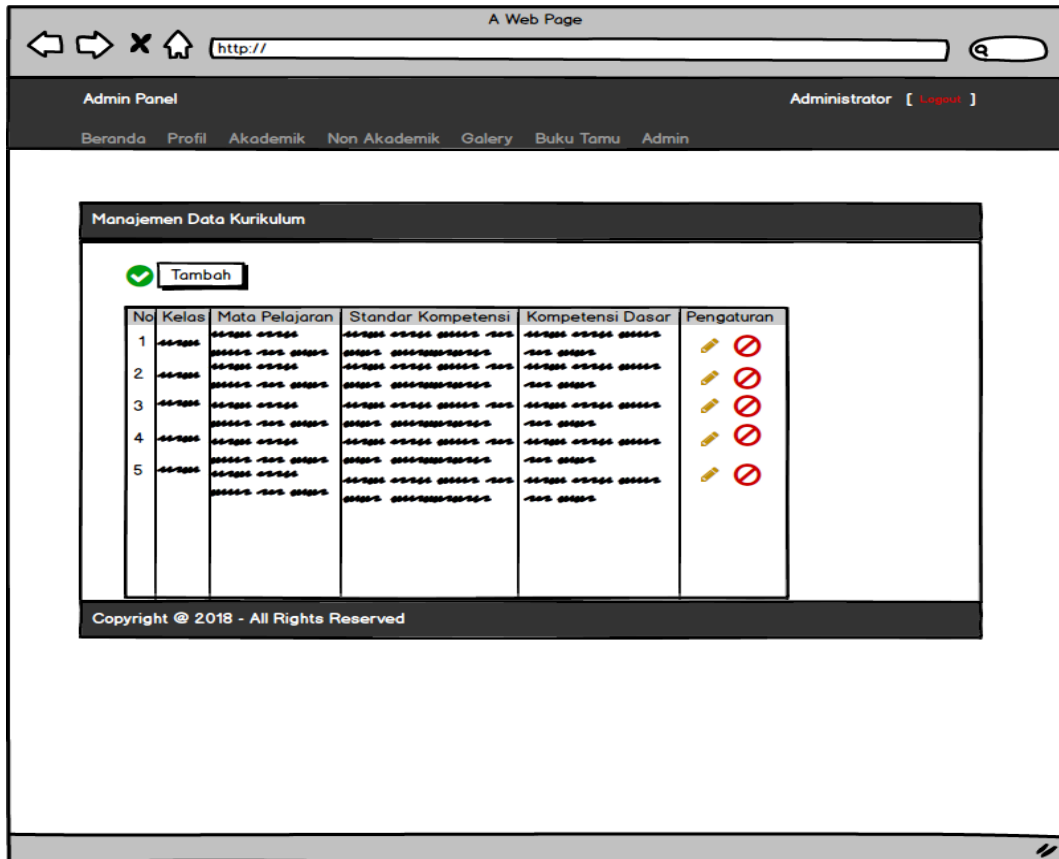 A Web Page
http://
Admin Panel Administrator [ Logout ]
Beranda Profil Akademik Non Akademik Galery Buku Tamu Admin
Manajemen Data Kurikulum
Tambah
No Kelas Mata Pelajaran Standar Kompetensi Kompetensi Dasar Pengaturan
1
2
3
4
5
Copyright @ 2018 - All Rights Reserved